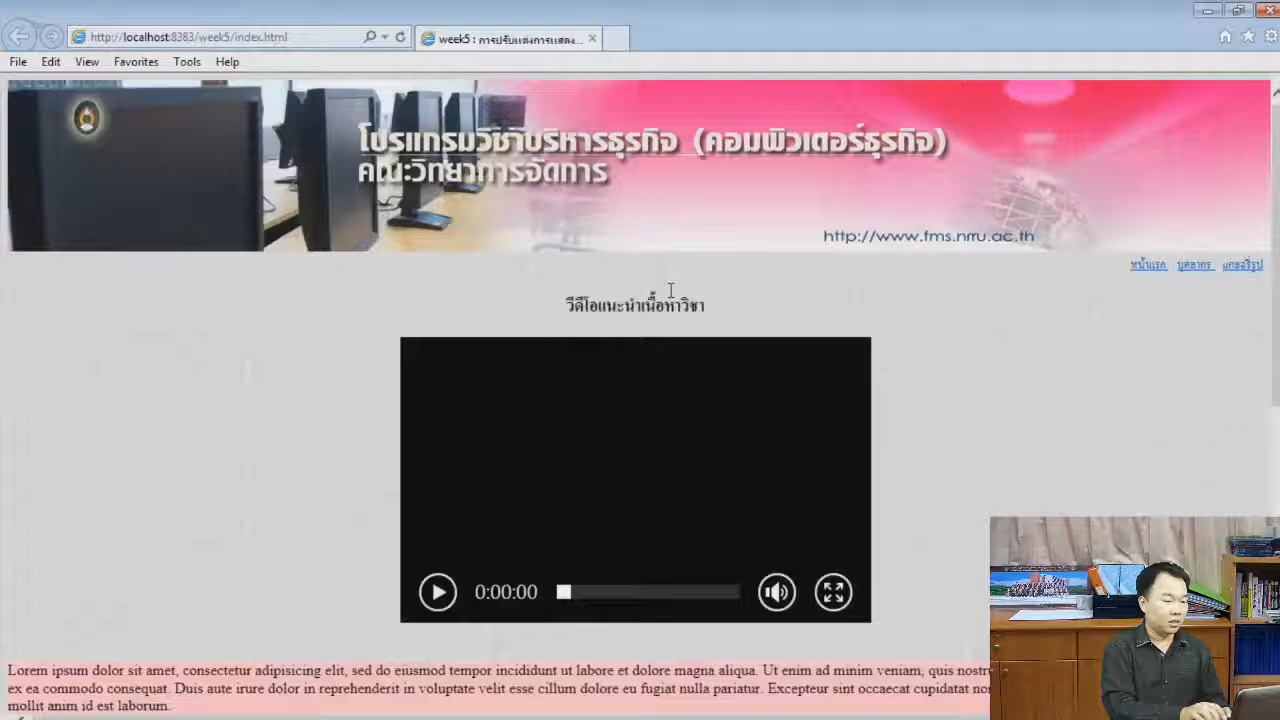 http://localhost:8383/week5/index.html
week5 : การปรับแต่งการแสดง...
File Edit View Favorites Tools Help
โปรแกรมวิชาบริหารธุรกิจ (คอมพิวเตอร์ธุรกิจ)
คณะวิทยาการจัดการ
http://www.fms.nrru.ac.th
หน้าแรก บุคลากร แกลอรี่รูป
วีดีโอแนะนำเนื้อหาวิชา
0:00:00
Lorem ipsum dolor sit amet, consectetur adipisicing elit, sed do eiusmod tempor incididunt ut labore et dolore magna aliqua. Ut enim ad minim veniam, quis nostr
ex ea commodo consequat. Duis aute irure dolor in reprehenderit in voluptate velit esse cillum dolore eu fugiat nulla pariatur. Excepteur sint occaecat cupidatat no
mollit anim id est laborum.